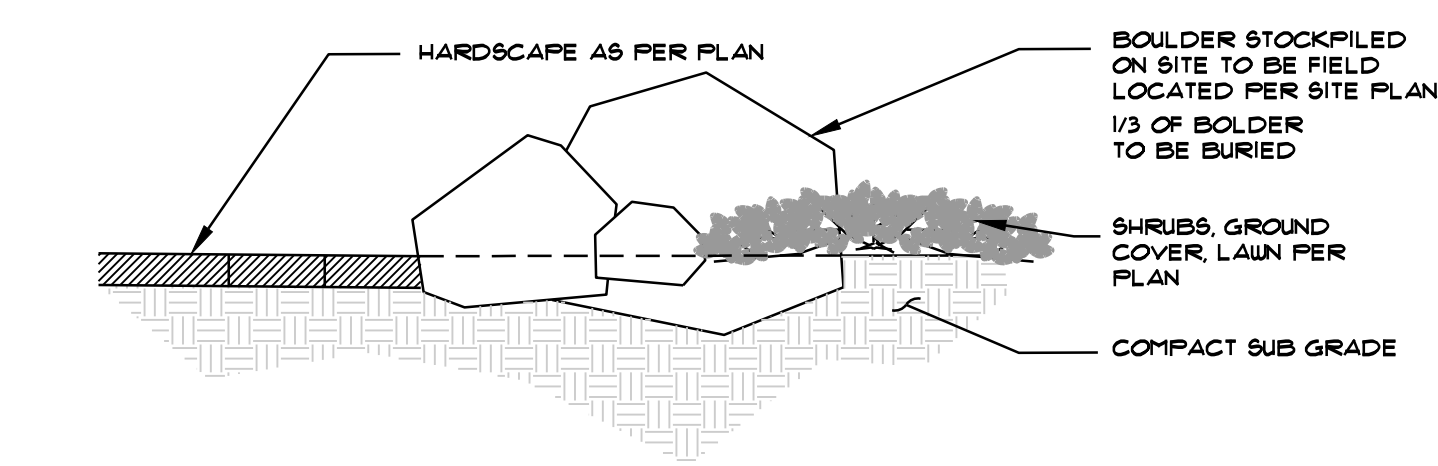 HARDSCAPE AS PER PLAN
BOULDER STOCKPILED
ON SITE TO BE FIELD
LOCATED PER SITE PLAN
1/3 OF BOLDER
TO BE BURIED
SHRUBS, GROUND
COVER, LAWN PER
PLAN
COMPACT SUB GRADE